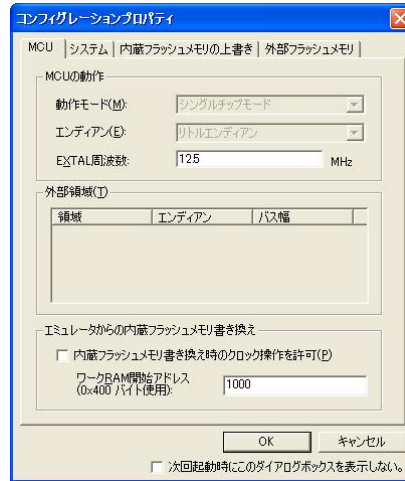 コンフィグレーションプロパティ
MCU システム 内蔵フラッシュメモリの上書き 外部フラッシュメモリ
MCUの動作
動作モード(M): シングルチップモード
エンディアン(E): リトルエンディアン
EXTAL周波数: 12.5 MHz
外部領域(T)
領域 エンディアン バス幅
エミュレータからの内蔵フラッシュメモリ書き換え
内蔵フラッシュメモリ書き換え時のクロック操作を許可(P)
ワークRAM開始アドレス
(0x400 バイト使用): 1000
OK キャンセル
次回起動時にこのダイアログボックスを表示しない。